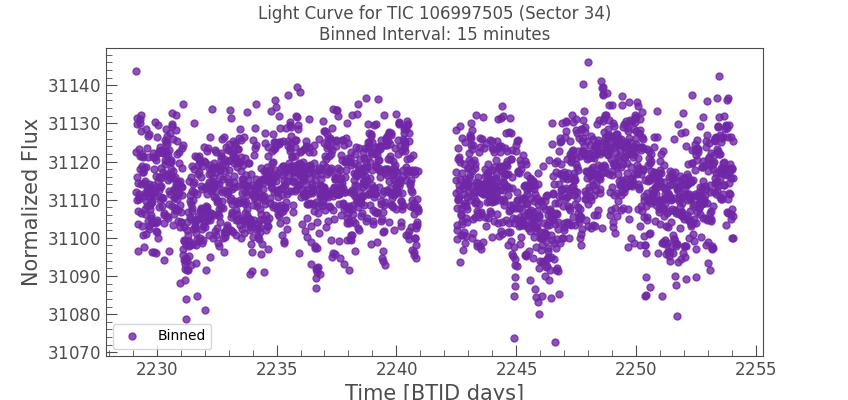 Light Curve for TIC 106997505 (Sector 34)
Binned Interval: 15 minutes
Normalized Flux
31140
31130
31120
31110
31100
31090
31080
31070
Binned
2230
2235
2240
2245
2250
2255
Time [BTJD days]